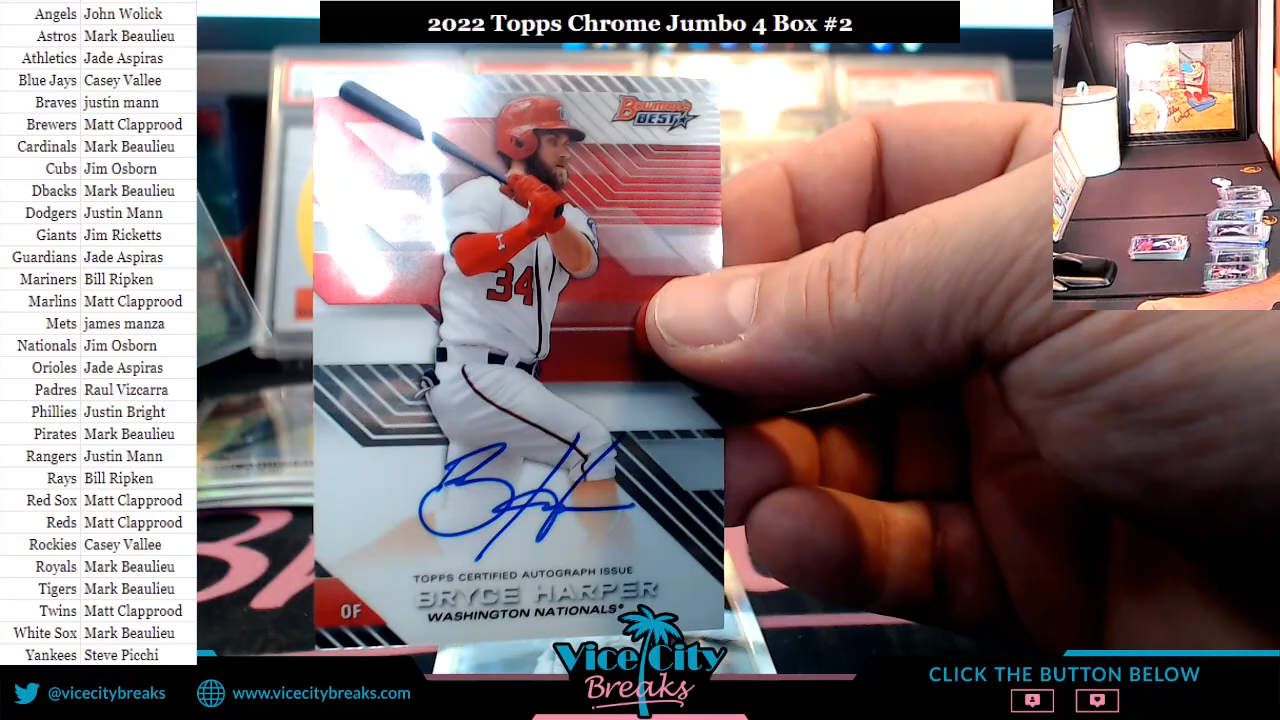 2022 Topps Chrome Jumbo 4 Box #2
Angels John Wolick
Astros Mark Beaulieu
Athletics Jade Aspiras
Blue Jays Casey Vallee
Braves justin mann
Brewers Matt Clapprood
Cardinals Mark Beaulieu
Cubs Jim Osborn
Dbacks Mark Beaulieu
Dodgers Justin Mann
Giants Jim Ricketts
Guardians Jade Aspiras
Mariners Bill Ripken
Marlins Matt Clapprood
Mets james manza
Nationals Jim Osborn
Orioles Jade Aspiras
Padres Raul Vizcarra
Phillies Justin Bright
Pirates Mark Beaulieu
Rangers Justin Mann
Rays Bill Ripken
Red Sox Matt Clapprood
Reds Matt Clapprood
Rockies Casey Vallee
Royals Mark Beaulieu
Tigers Mark Beaulieu
Twins Matt Clapprood
White Sox Mark Beaulieu
Yankees Steve Picchi
Bowman's
BEST
34
TOPPS CERTIFIED AUTOGRAPH ISSUE
BRYCE HARPER
OF
WASHINGTON NATIONALS®
Vice City
Breaks
@vicecitybreaks
www.vicecitybreaks.com
CLICK THE BUTTON BELOW